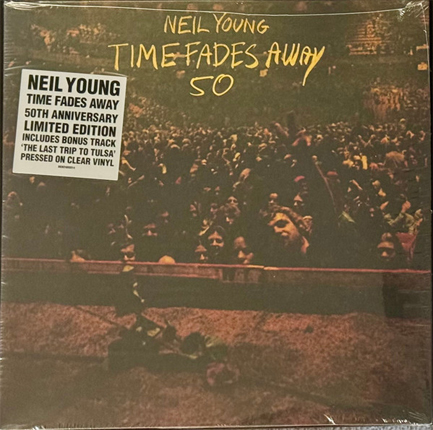 NEIL YOUNG
TIME FADES AWAY
50
NEIL YOUNG
TIME FADES AWAY
50TH ANNIVERSARY
LIMITED EDITION
INCLUDES BONUS TRACK
'THE LAST TRIP TO TULSA'
PRESSED ON CLEAR VINYL